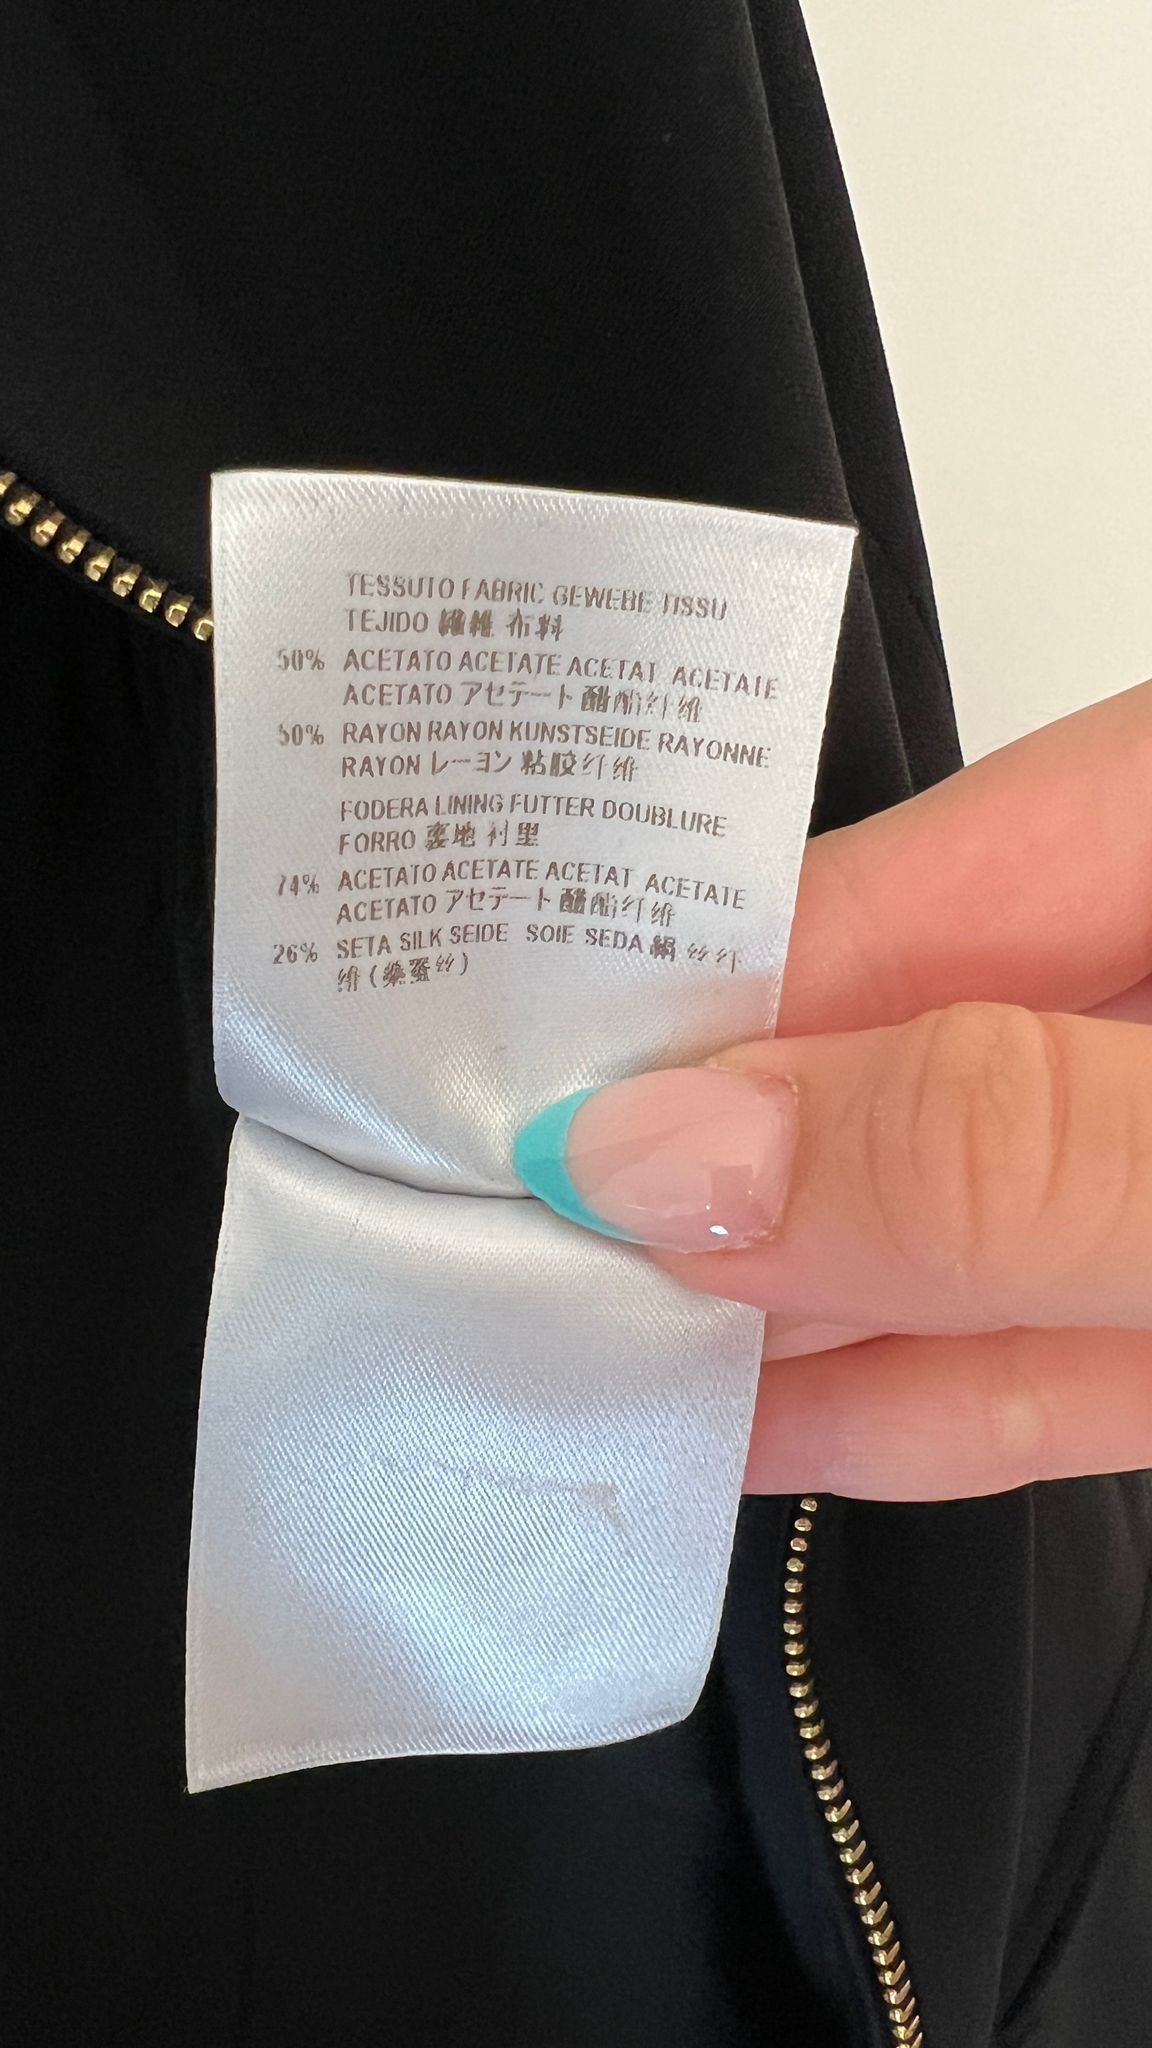 TESSUTO FABRIC GEWEBE TISSU
TEJIDO 繊維 布料
50% ACETATO ACETATE ACETAT ACETATE
ACETATO アセテート 醋酯纤维
50% RAYON RAYON KUNSTSEIDE RAYONNE
RAYON レーヨン 粘胶纤维
FODERA LINING FUTTER DOUBLURE
FORRO 裏地 衬里
74% ACETATO ACETATE ACETAT ACETATE
ACETATO アセテート 醋酯纤维
26% SETA SILK SEIDE SOIE SEDA 絹 丝纤
维 (桑蚕丝)